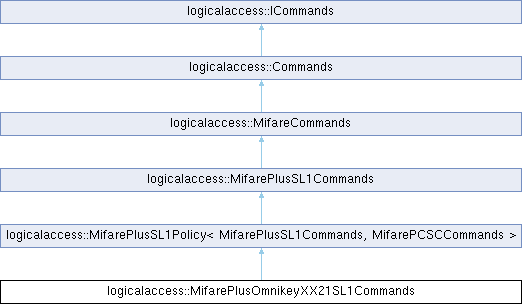 logicalaccess::ICommands
logicalaccess::Commands
logicalaccess::MifareCommands
logicalaccess::MifarePlusSL1Commands
logicalaccess::MifarePlusSL1Policy< MifarePlusSL1Commands, MifarePCSCCommands >
logicalaccess::MifarePlusOmnikeyXX21SL1Commands